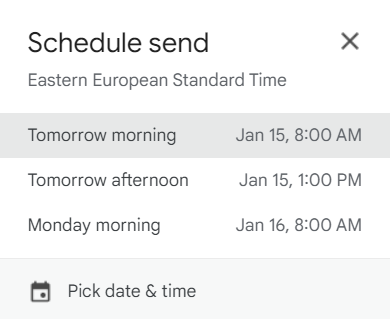 Schedule send
Eastern European Standard Time
Tomorrow morning Jan 15, 8:00 AM
Tomorrow afternoon Jan 15, 1:00 PM
Monday morning Jan 16, 8:00 AM
Pick date & time